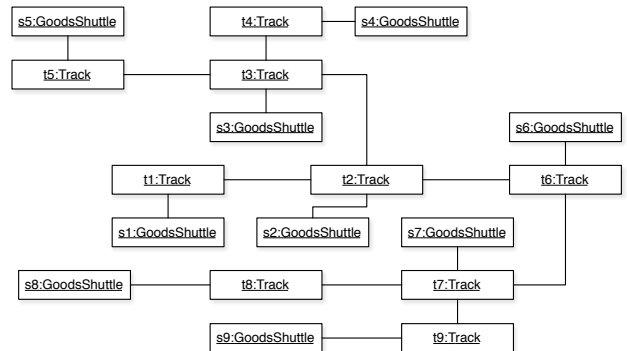 s5:GoodsShuttle
t4:Track
s4:GoodsShuttle
t5:Track
t3:Track
s3:GoodsShuttle
s6:GoodsShuttle
t1:Track
t2:Track
t6:Track
s1:GoodsShuttle
s2:GoodsShuttle
s7:GoodsShuttle
s8:GoodsShuttle
t8:Track
t7:Track
s9:GoodsShuttle
t9:Track